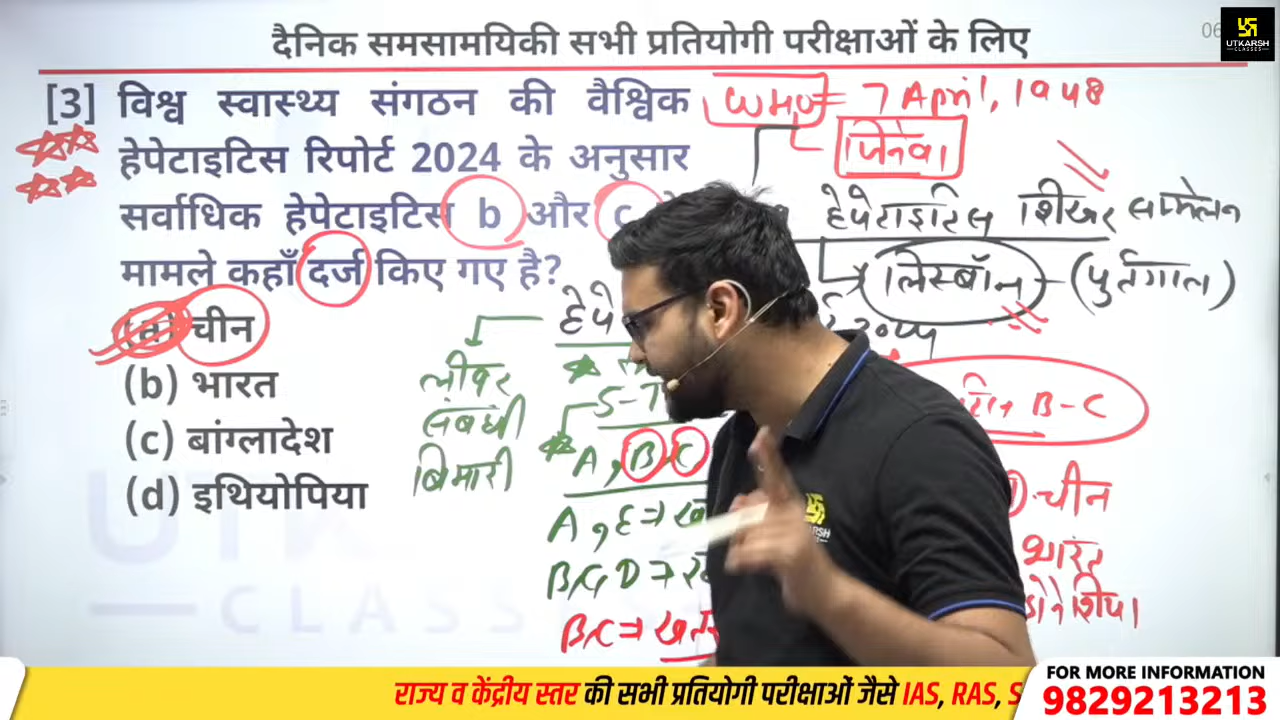 दैनिक समसामयिकी सभी प्रतियोगी परीक्षाओं के लिए
06
UTKARSH
CLASSES
[3] विश्व स्वास्थ्य संगठन की वैश्विक
हेपेटाइटिस रिपोर्ट 2024 के अनुसार
सर्वाधिक हेपेटाइटिस b और c
मामले कहाँ दर्ज किए गए है?
(a) चीन
(b) भारत
(c) बांग्लादेश
(d) इथियोपिया
WHO = 7 April, 1948
जिनेवा
हेपेटाइटिस शिखर सम्मेलन
लिस्बॉन - (पुर्तगाल)
हेपे
लीवर
संबंधी
बिमारी
A, B, C
A, E ⇒
B, C, D ⇒
B, C ⇒
B-C
चीन
भारत
राज्य व केंद्रीय स्तर की सभी प्रतियोगी परीक्षाओं जैसे IAS, RAS, S
FOR MORE INFORMATION
9829213213